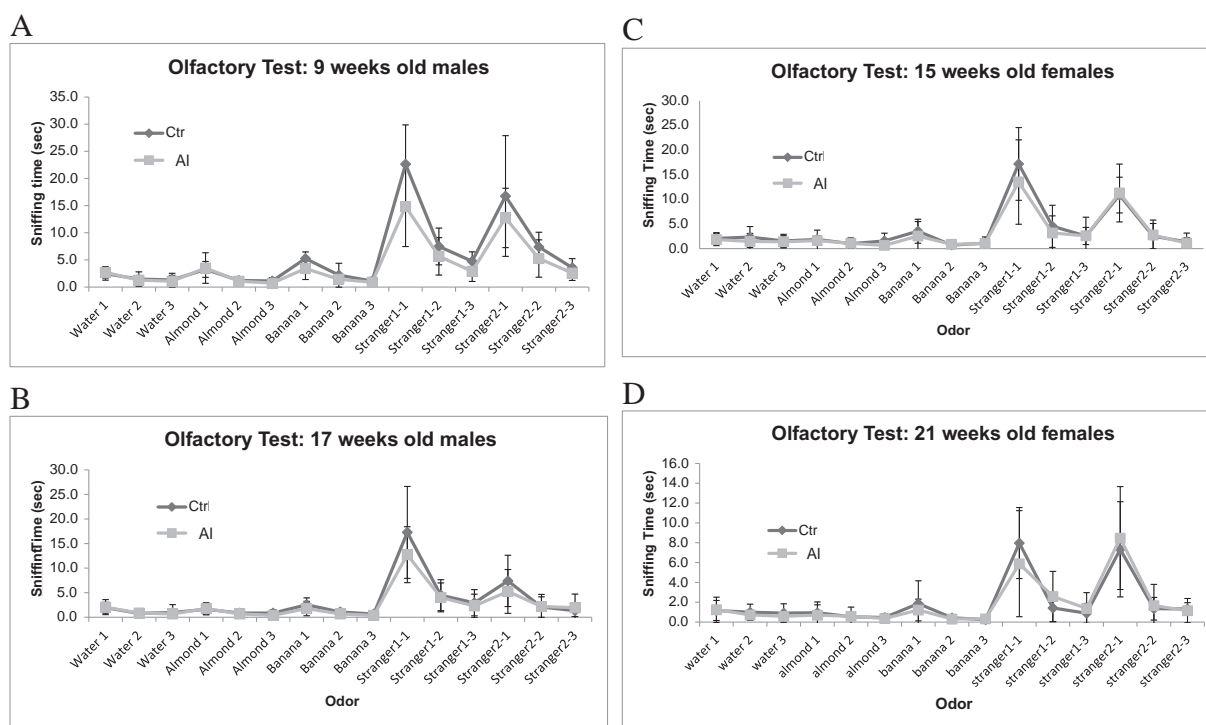 A
Olfactory Test: 9 weeks old males
Sniffing time (sec)
35.0
30.0
25.0
20.0
15.0
10.0
5.0
0.0
Ctr
AI
Water 1
Water 2
Water 3
Almond 1
Almond 2
Almond 3
Banana 1
Banana 2
Banana 3
Stranger1-1
Stranger1-2
Stranger1-3
Stranger2-1
Stranger2-2
Stranger2-3
B
Olfactory Test: 17 weeks old males
SniffinfTime (sec)
30.0
25.0
20.0
15.0
10.0
5.0
0.0
Ctrl
AI
Water 1
Water 2
Water 3
Almond 1
Almond 2
Almond 3
Banana 1
Banana 2
Banana 3
Stranger1-1
Stranger1-2
Stranger1-3
Stranger2-1
Stranger2-2
Stranger2-3
Odor
C
Olfactory Test: 15 weeks old females
Sniffing Time (sec)
30.0
25.0
20.0
15.0
10.0
5.0
0.0
Ctrl
AI
Water 1
Water 2
Water 3
Almond 1
Almond 2
Almond 3
Banana 1
Banana 2
Banana 3
Stranger1-1
Stranger1-2
Stranger1-3
Stranger2-1
Stranger2-2
Stranger2-3
Odor
D
Olfactory Test: 21 weeks old females
Sniffing Time (sec)
16.0
14.0
12.0
10.0
8.0
6.0
4.0
2.0
0.0
Ctr
AI
water 1
water 2
water 3
almond 1
almond 2
almond 3
banana 1
banana 2
banana 3
stranger1-1
stranger1-2
stranger1-3
stranger2-1
stranger2-2
stranger2-3
Odor